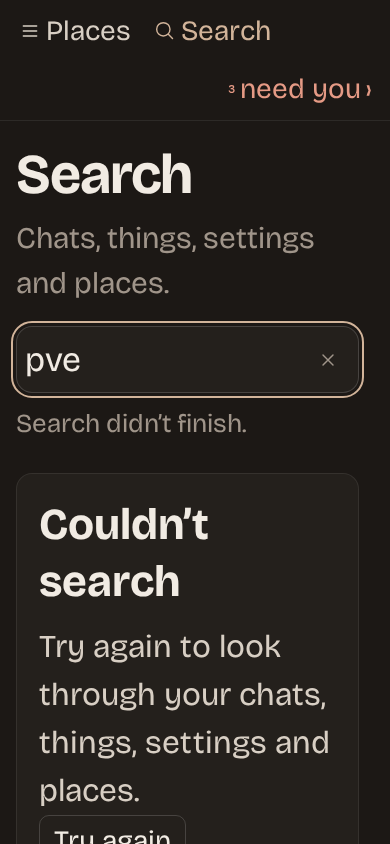 Places
Search
3 need you ›
Search
Chats, things, settings
and places.
pve
Search didn’t finish.
Couldn’t
search
Try again to look
through your chats,
things, settings and
places.
Try again